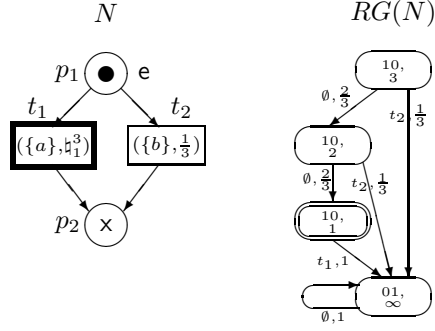 N
p₁ e
t₁ t₂
({a},♮³₁) ({b},⅓)
p₂ x
RG(N)
10,
3
∅,⅔
t₂,⅓
10,
2
∅,⅔
t₂,⅓
10,
1
t₁,1
01,
∞
∅,1